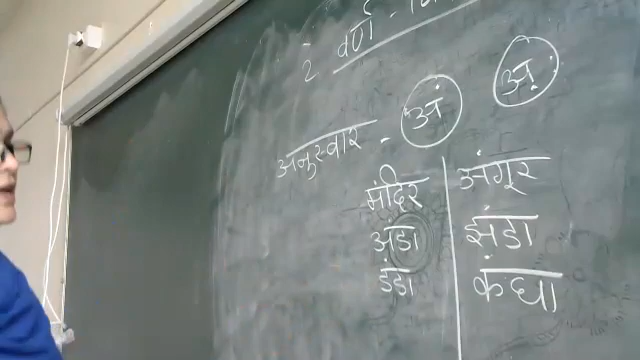 2 वर्ण -
अनुस्वार - अं अः
मंदिर अंगूर
अंडा झंडा
डंडा कंघा